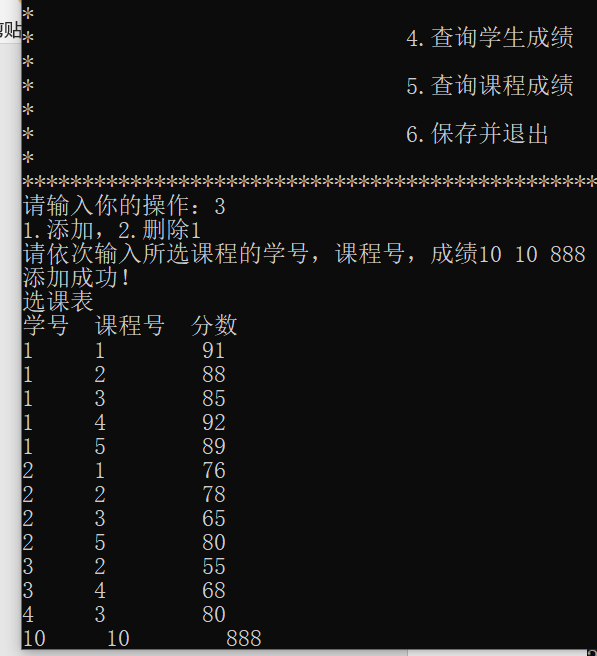 剪贴
*
* 4.查询学生成绩
*
* 5.查询课程成绩
*
* 6.保存并退出
*
************************************************
请输入你的操作: 3
1.添加, 2.删除1
请依次输入所选课程的学号, 课程号, 成绩10 10 888
添加成功!
选课表
学号 课程号 分数
1 1 91
1 2 88
1 3 85
1 4 92
1 5 89
2 1 76
2 2 78
2 3 65
2 5 80
3 2 55
3 4 68
4 3 80
10 10 888